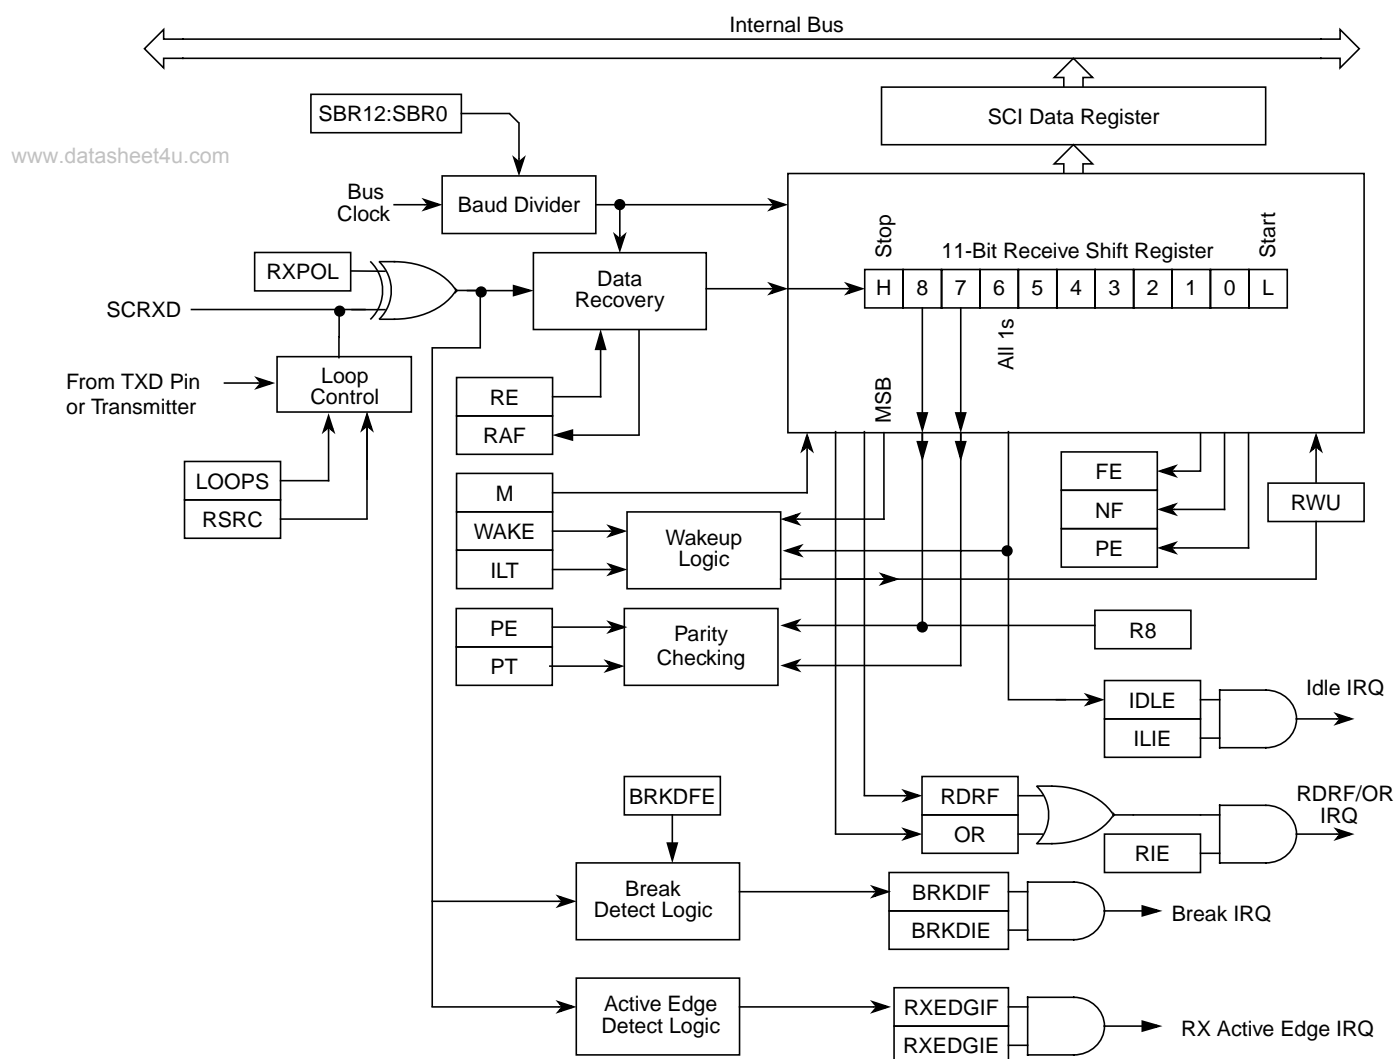 Internal Bus
SBR12:SBR0
SCI Data Register
www.datasheet4u.com
Bus
Clock
Baud Divider
Stop
11-Bit Receive Shift Register
Start
RXPOL
Data
Recovery
H 8 7 6 5 4 3 2 1 0 L
SCRXD
All 1s
From TXD Pin
or Transmitter
Loop
Control
MSB
RE
RAF
LOOPS
RSRC
M
WAKE
ILT
Wakeup
Logic
FE
NF
PE
RWU
PE
PT
Parity
Checking
R8
IDLE
ILIE
Idle IRQ
BRKDFE
RDRF
OR
RIE
RDRF/OR
IRQ
Break
Detect Logic
BRKDIF
BRKDIE
Break IRQ
Active Edge
Detect Logic
RXEDGIF
RXEDGIE
RX Active Edge IRQ